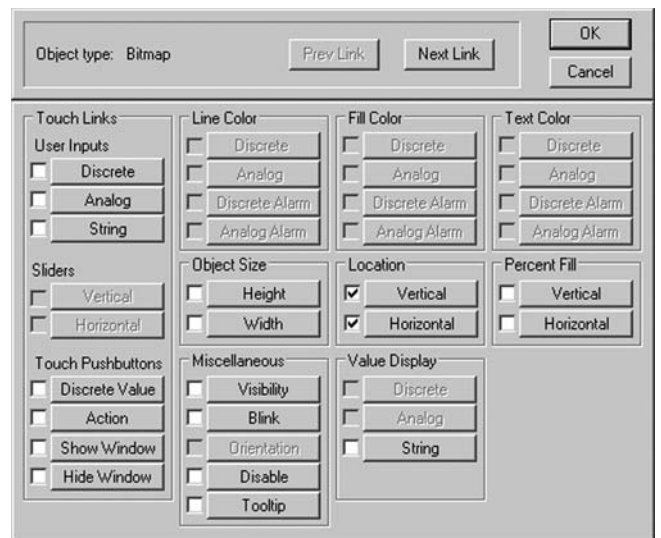 Object type: Bitmap
Prev Link
Next Link
OK
Cancel
Touch Links
User Inputs
Discrete
Analog
String
Sliders
Vertical
Horizontal
Touch Pushbuttons
Discrete Value
Action
Show Window
Hide Window
Line Color
Discrete
Analog
Discrete Alarm
Analog Alarm
Fill Color
Discrete
Analog
Discrete Alarm
Analog Alarm
Text Color
Discrete
Analog
Discrete Alarm
Analog Alarm
Object Size
Height
Width
Location
Vertical
Horizontal
Percent Fill
Vertical
Horizontal
Miscellaneous
Visibility
Blink
Orientation
Disable
Tooltip
Value Display
Discrete
Analog
String